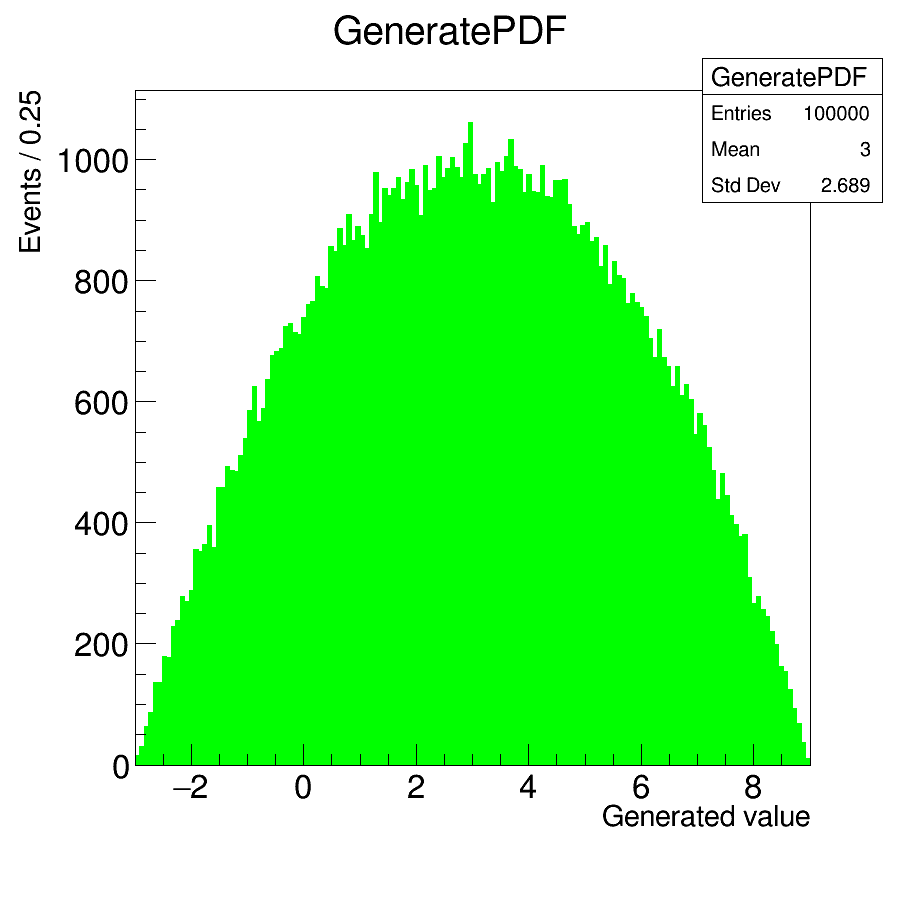 GeneratePDF
GeneratePDF
Entries 100000
Mean 3
Std Dev 2.689
Events / 0.25
1000
800
600
400
200
0
−2 0 2 4 6 8
Generated value